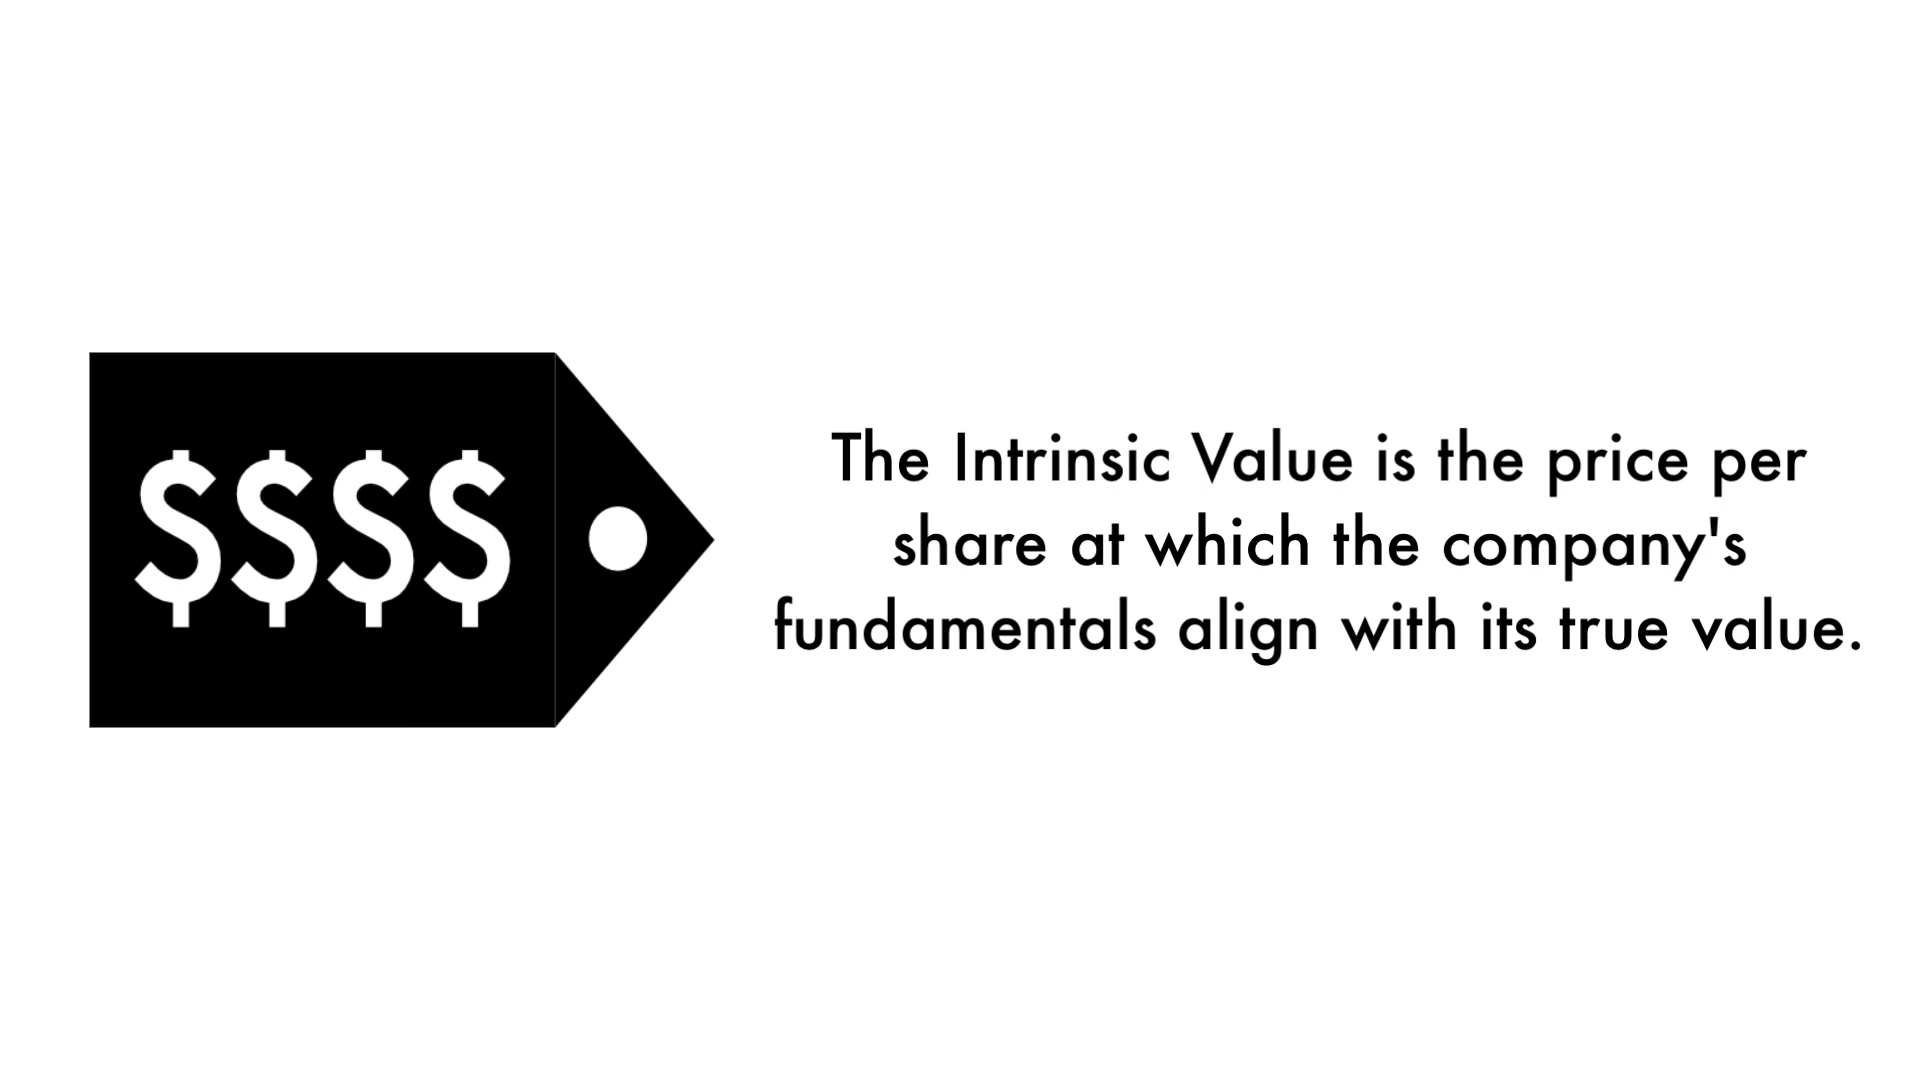 $$$$
The Intrinsic Value is the price per
share at which the company's
fundamentals align with its true value.